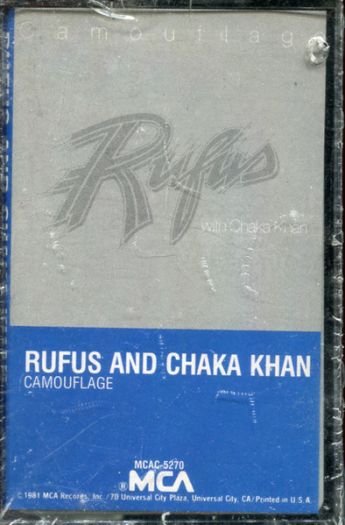 Camouflage
Rufus
with Chaka Khan
RUFUS AND CHAKA KHAN
CAMOUFLAGE
MCAC-5270
® MCA
© 1981 MCA Records, Inc./70 Universal City Plaza, Universal City, CA/Printed in U.S.A.